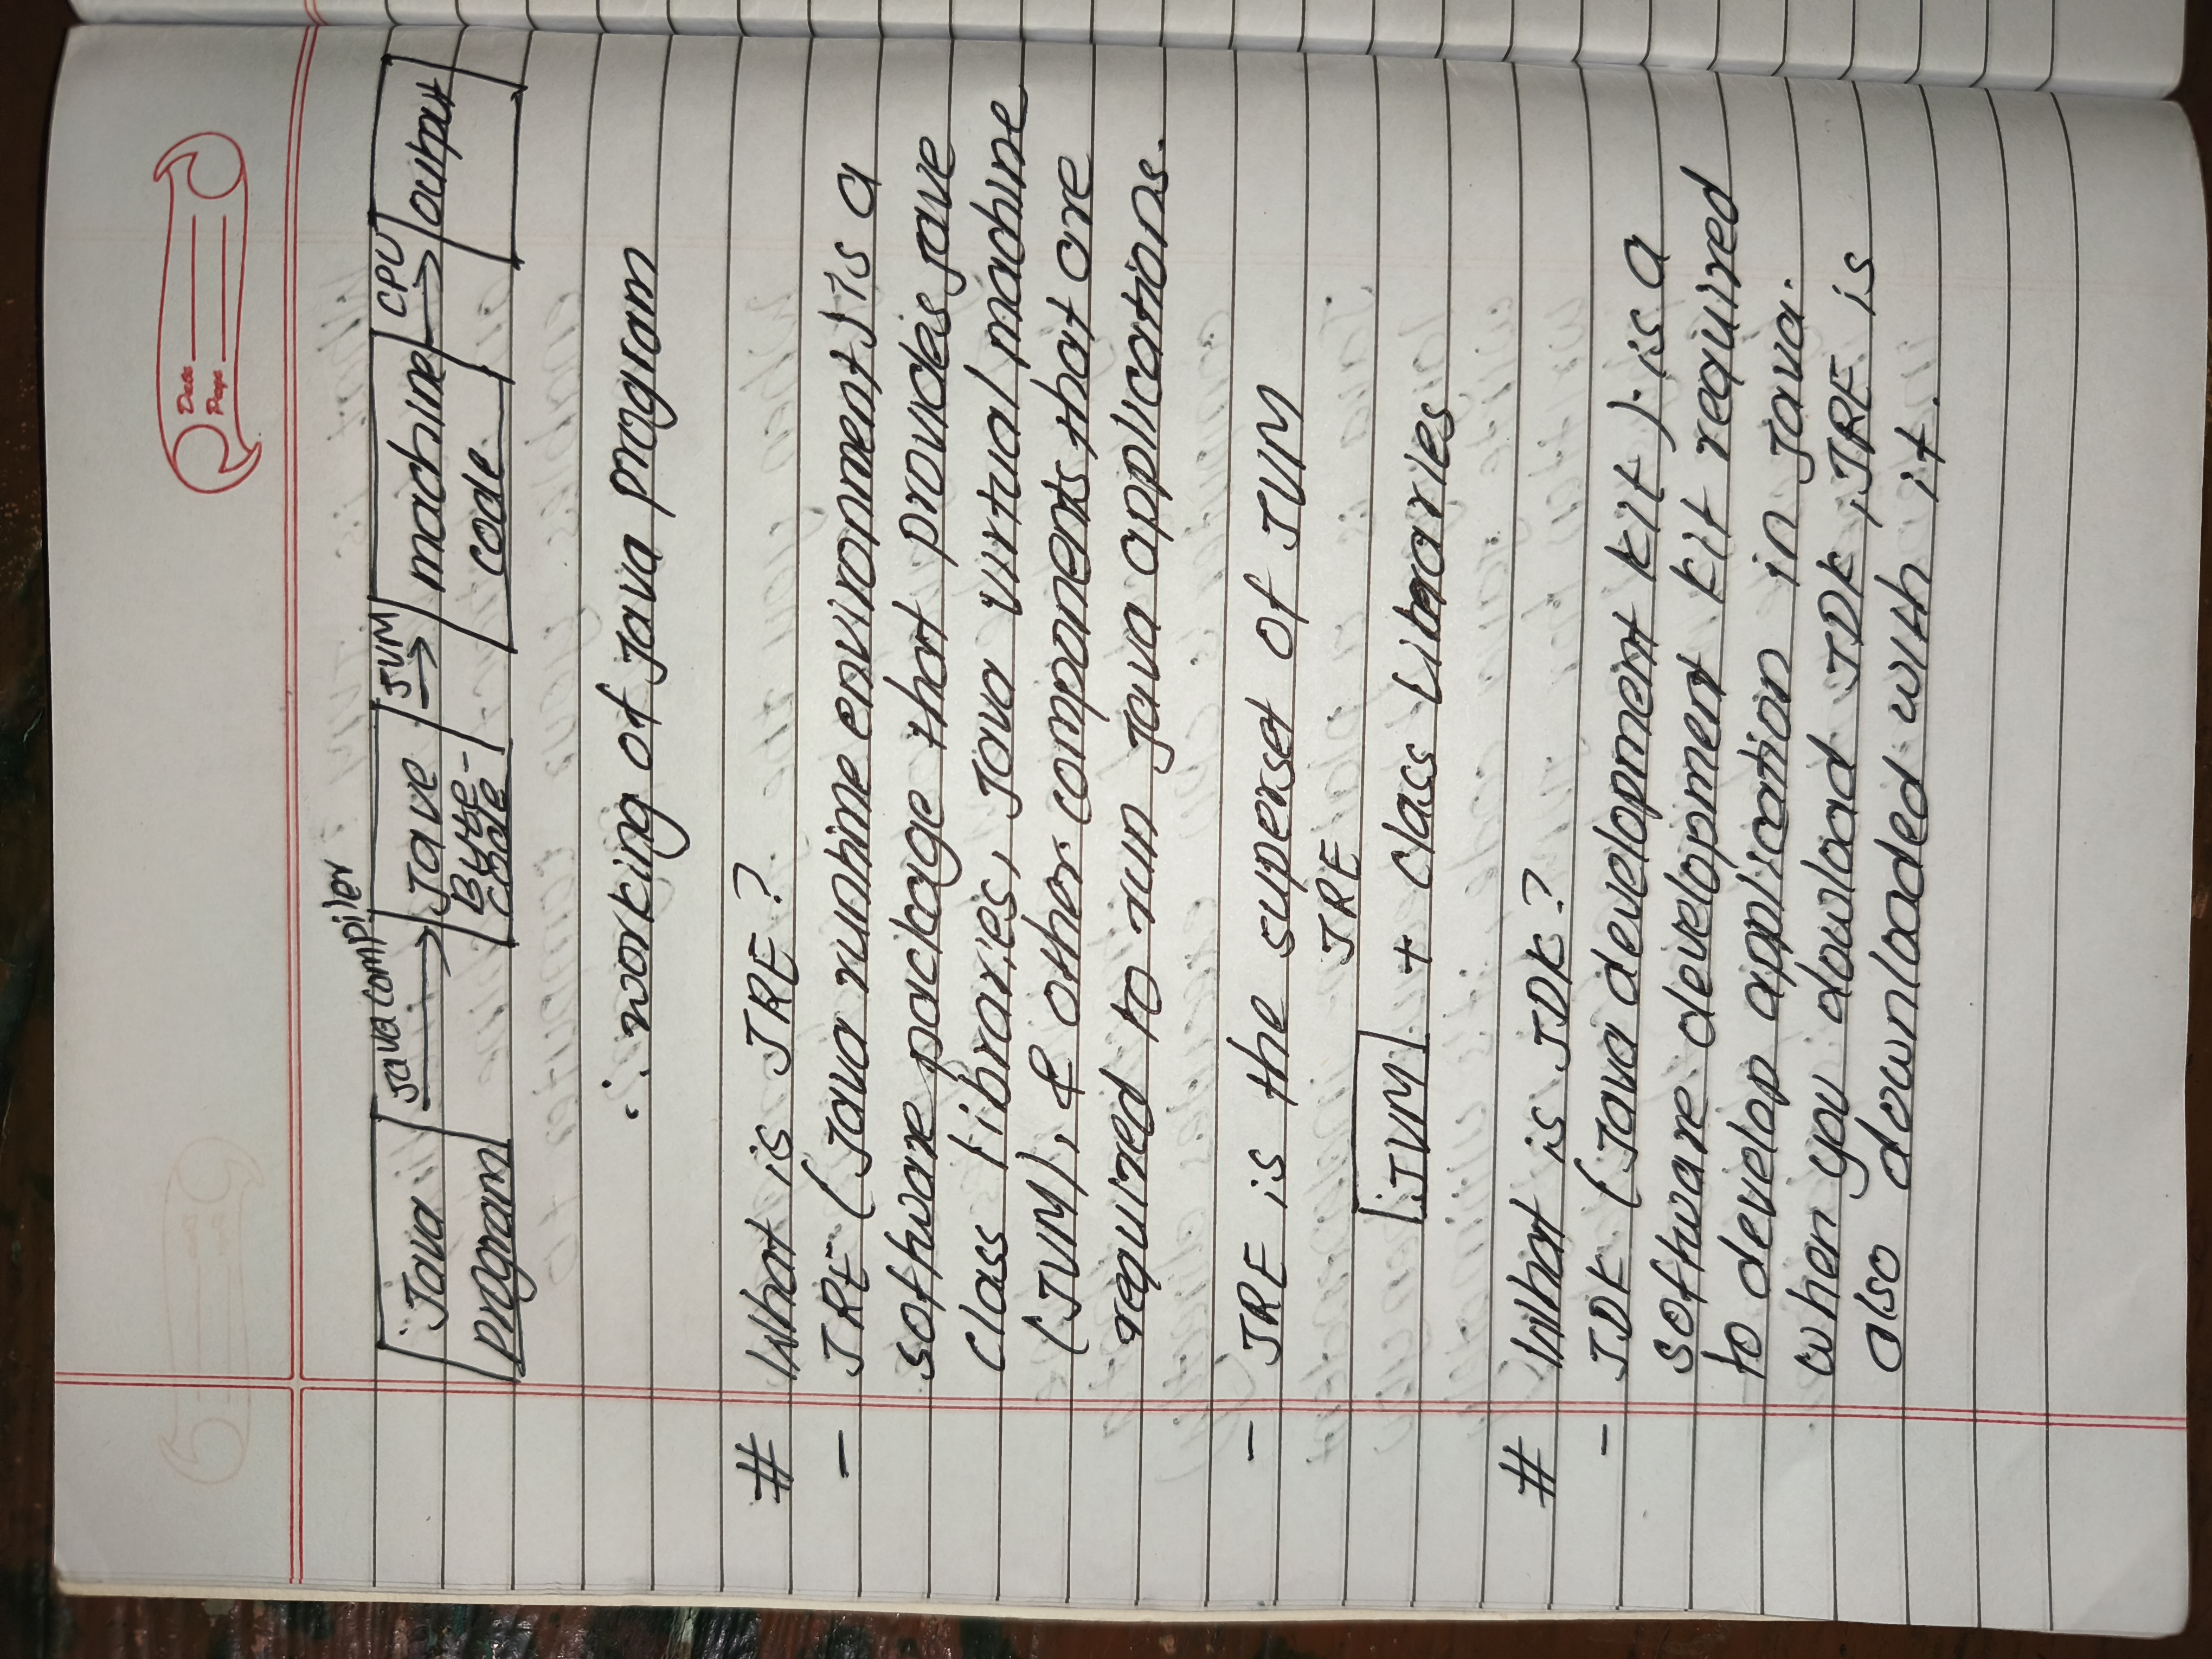 Date
Page
Java compiler JVM CPU
Java → Jave → machine → output
program Byte- code
code
∴ working of Java program
# What is JRE ?
- JRE (Java runtime environment) is a
software package that provides Jave
class libraries, Java virtual machine
(JVM), & other components that are
required to run Java applications.
- JRE is the superset of JVM
JRE
JVM + class Libraries
# What is JDK ?
- JDK (Java development kit) : is a
software development kit required
to develop application in Java.
when you download JDK, JRE is
also downloaded with it.